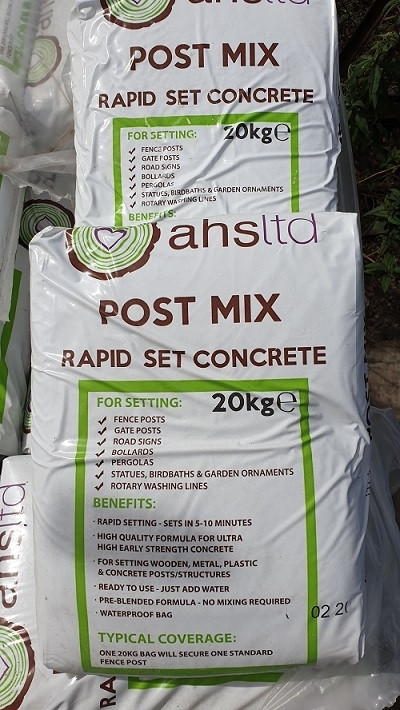 ahsltd
POST MIX
RAPID SET CONCRETE
FOR SETTING: 20kg℮
FENCE POSTS
GATE POSTS
ROAD SIGNS
BOLLARDS
PERGOLAS
STATUES, BIRDBATHS & GARDEN ORNAMENTS
ROTARY WASHING LINES
BENEFITS:
ahsltd
POST MIX
RAPID SET CONCRETE
FOR SETTING: 20kg℮
FENCE POSTS
GATE POSTS
ROAD SIGNS
BOLLARDS
PERGOLAS
STATUES, BIRDBATHS & GARDEN ORNAMENTS
ROTARY WASHING LINES
BENEFITS:
· RAPID SETTING - SETS IN 5-10 MINUTES
· HIGH QUALITY FORMULA FOR ULTRA
HIGH EARLY STRENGTH CONCRETE
· FOR SETTING WOODEN, METAL, PLASTIC
& CONCRETE POSTS/STRUCTURES
· READY TO USE - JUST ADD WATER
· PRE-BLENDED FORMULA - NO MIXING REQUIRED
· WATERPROOF BAG
02 20
TYPICAL COVERAGE:
ONE 20KG BAG WILL SECURE ONE STANDARD
FENCE POST
ahsltd
RA